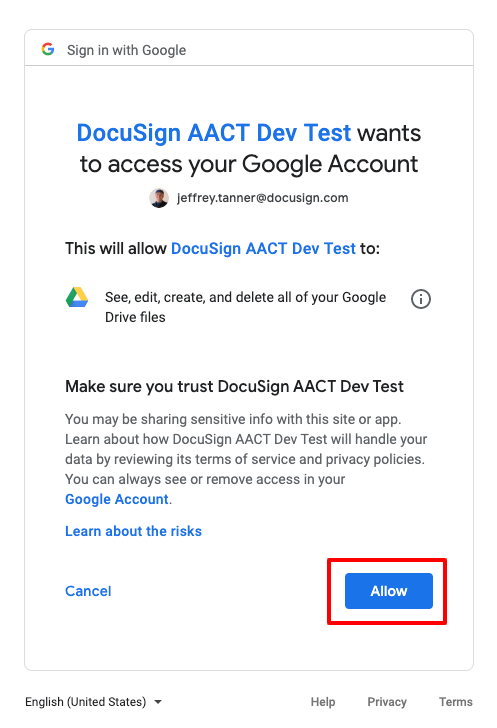 Sign in with Google
DocuSign AACT Dev Test wants
to access your Google Account
jeffrey.tanner@docusign.com
This will allow DocuSign AACT Dev Test to:
See, edit, create, and delete all of your Google
Drive files
Make sure you trust DocuSign AACT Dev Test
You may be sharing sensitive info with this site or app.
Learn about how DocuSign AACT Dev Test will handle your
data by reviewing its terms of service and privacy policies.
You can always see or remove access in your
Google Account.
Learn about the risks
Cancel
Allow
English (United States)
Help
Privacy
Terms